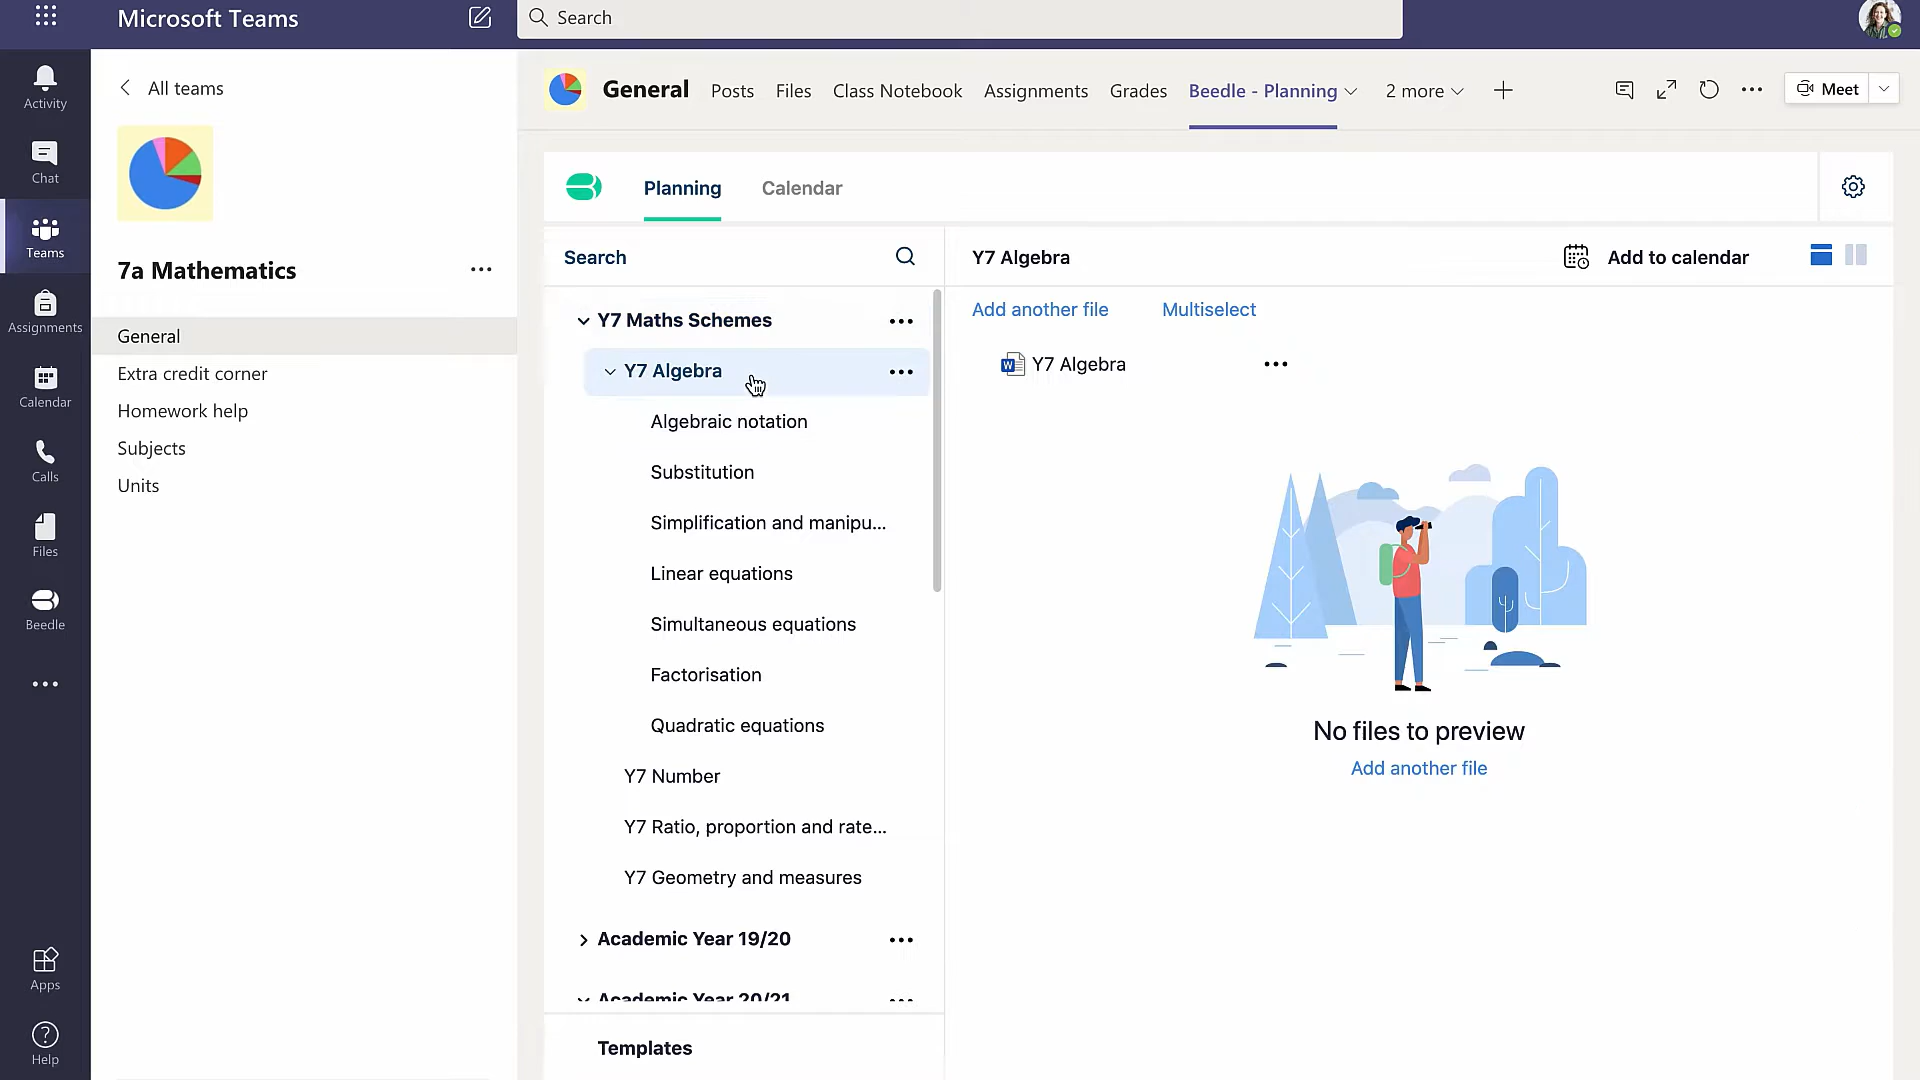 Microsoft Teams
Search
Activity
Chat
Teams
Assignments
Calendar
Calls
Files
Beedle
Apps
Help
All teams
7a Mathematics
General
Extra credit corner
Homework help
Subjects
Units
General
Posts
Files
Class Notebook
Assignments
Grades
Beedle - Planning
2 more
Meet
Planning
Calendar
Search
Y7 Maths Schemes
Y7 Algebra
Algebraic notation
Substitution
Simplification and manipu...
Linear equations
Simultaneous equations
Factorisation
Quadratic equations
Y7 Number
Y7 Ratio, proportion and rate...
Y7 Geometry and measures
Academic Year 19/20
Academic Year 20/21
Templates
Y7 Algebra
Add to calendar
Add another file
Multiselect
Y7 Algebra
No files to preview
Add another file